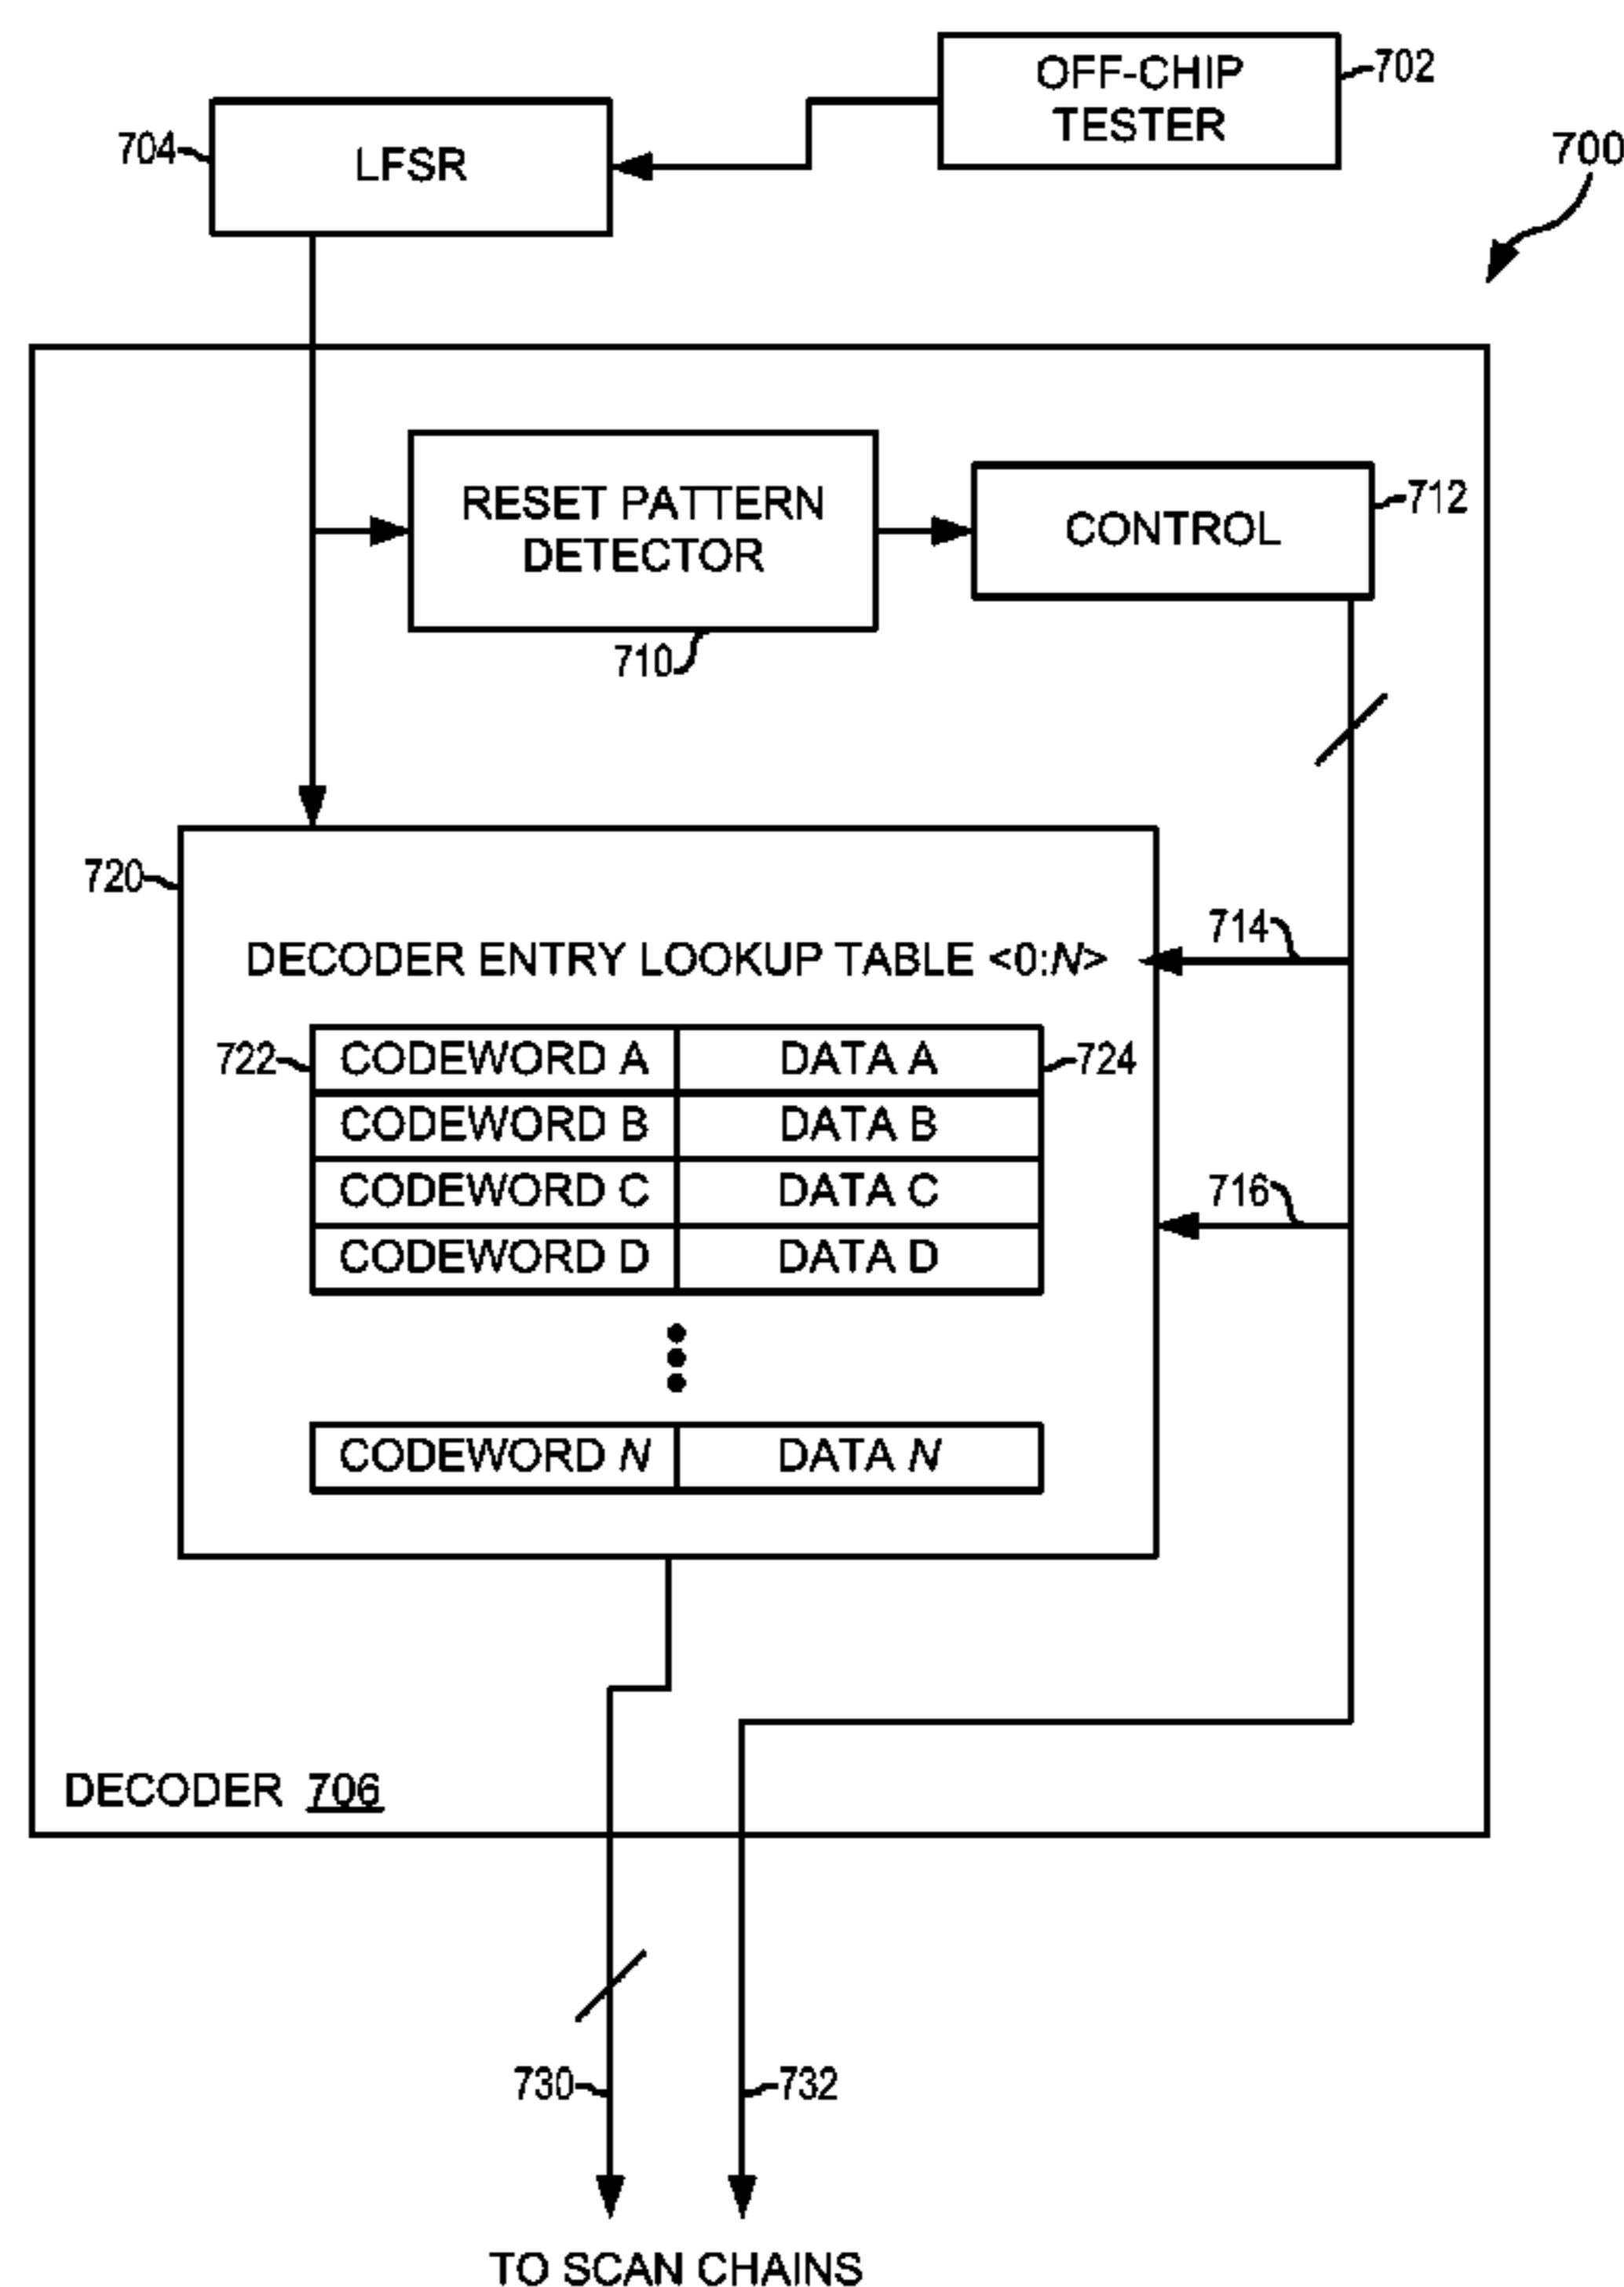 OFF-CHIP
TESTER
702
704
LFSR
700
RESET PATTERN
DETECTOR
710
CONTROL
712
720
714
DECODER ENTRY LOOKUP TABLE <0:N>
722
CODEWORD A DATA A
724
CODEWORD B DATA B
CODEWORD C DATA C
716
CODEWORD D DATA D
CODEWORD N DATA N
DECODER 706
730
732
TO SCAN CHAINS